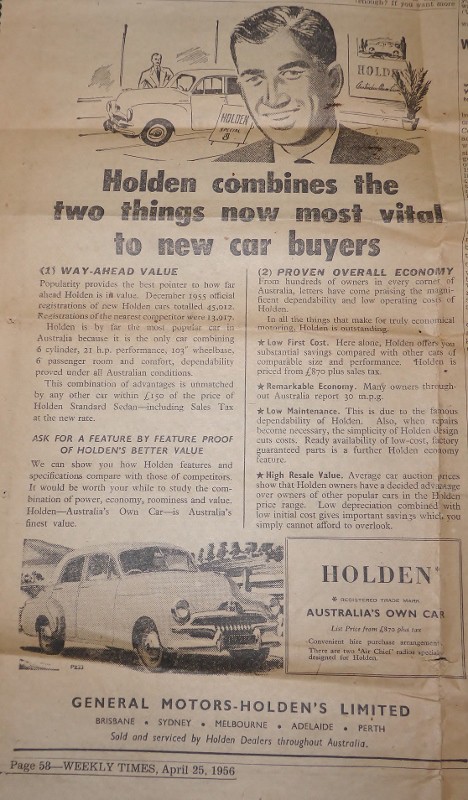 through? If you want more
HOLDEN
HOLDEN
SPECIAL
Holden combines the
two things now most vital
to new car buyers
(1) WAY-AHEAD VALUE
Popularity provides the best pointer to how far
ahead Holden is in value. December 1955 official
registrations of new Holden cars totalled 45,012.
Registrations of the nearest competitor were 13,917.
Holden is by far the most popular car in
Australia because it is the only car combining
6 cylinder, 21 h.p. performance, 103" wheelbase,
6 passenger room and comfort, dependability
proved under all Australian conditions.
This combination of advantages is unmatched
by any other car within £150 of the price of
Holden Standard Sedan—including Sales Tax
at the new rate.
ASK FOR A FEATURE BY FEATURE PROOF
OF HOLDEN'S BETTER VALUE
We can show you how Holden features and
specifications compare with those of competitors.
It would be worth your while to study the com-
bination of power, economy, roominess and value.
Holden—Australia's Own Car—is Australia's
finest value.
(2) PROVEN OVERALL ECONOMY
From hundreds of owners in every corner of
Australia, letters have come praising the magni-
ficent dependability and low operating costs of
Holden.
In all the things that make for truly economical
motoring, Holden is outstanding.
★ Low First Cost. Here alone, Holden offers you
substantial savings compared with other cars of
comparable size and performance. *Holden is
priced from £870 plus sales tax.
★ Remarkable Economy. Many owners through-
out Australia report 30 m.p.g.
★ Low Maintenance. This is due to the famous
dependability of Holden. Also, when repairs
become necessary, the simplicity of Holden design
cuts costs. Ready availability of low-cost, factory
guaranteed parts is a further Holden economy
feature.
★ High Resale Value. Average car auction prices
show that Holden owners have a decided advantage
over owners of other popular cars in the Holden
price range. Low depreciation combined with
low initial cost gives important savings which you
simply cannot afford to overlook.
HOLDEN*
* REGISTERED TRADE MARK
AUSTRALIA'S OWN CAR
List Price from £870 plus tax
Convenient hire purchase arrangements
There are two "Air Chief" radios specially
designed for Holden.
GENERAL MOTORS-HOLDEN'S LIMITED
BRISBANE • SYDNEY • MELBOURNE • ADELAIDE • PERTH
Sold and serviced by Holden Dealers throughout Australia.
Page 58—WEEKLY TIMES, April 25, 1956